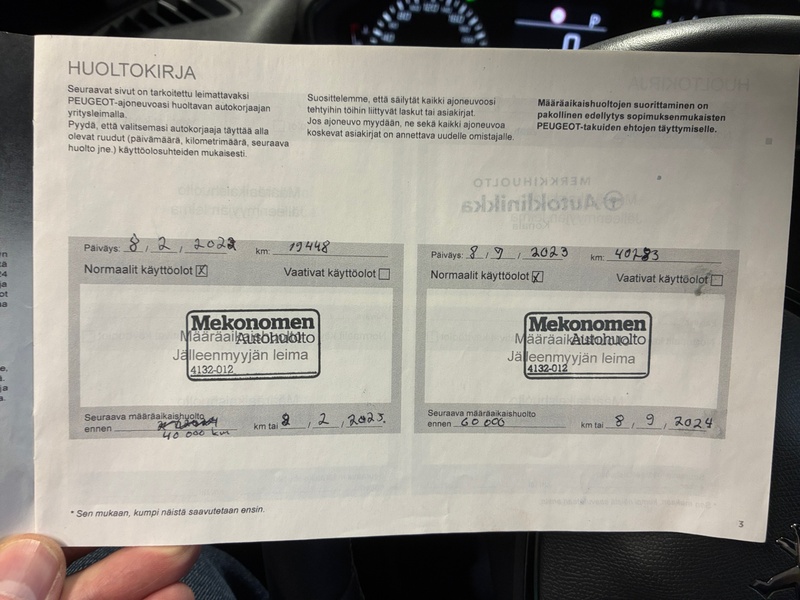 HUOLTOKIRJA
Seuraavat sivut on tarkoitettu leimattavaksi
PEUGEOT-ajoneuvoasi huoltavan autokorjaajan
yritysleimalla.
Pyydä, että valitsemasi autokorjaaja täyttää alla
olevat ruudut (päivämäärä, kilometrimäärä, seuraava
huolto jne.) käyttöolosuhteiden mukaisesti.
Suosittelemme, että säilytät kaikki ajoneuvoosi
tehtyihin töihin liittyvät laskut tai asiakirjat.
Jos ajoneuvo myydään, ne sekä kaikki ajoneuvoa
koskevat asiakirjat on annettava uudelle omistajalle.
Määräaikaishuoltojen suorittaminen on
pakollinen edellytys sopimuksenmukaisten
PEUGEOT-takuiden ehtojen täyttymiselle.
Päiväys: 8, 2, 2022 km: 19448
Normaalit käyttöolot X Vaativat käyttöolot
Mekonomen
Autohuolto
Määräaikaishuolto
Jälleenmyyjän leima
4132-012
Seuraava määräaikaishuolto
ennen 40 000 km km tai 8, 2, 2023.
Päiväys: 8, 9, 2023 km: 40283
Normaalit käyttöolot X Vaativat käyttöolot
Mekonomen
Autohuolto
Määräaikaishuolto
Jälleenmyyjän leima
4132-012
Seuraava määräaikaishuolto
ennen 60 000 km tai 8, 9, 2024
* Sen mukaan, kumpi näistä saavutetaan ensin.
3